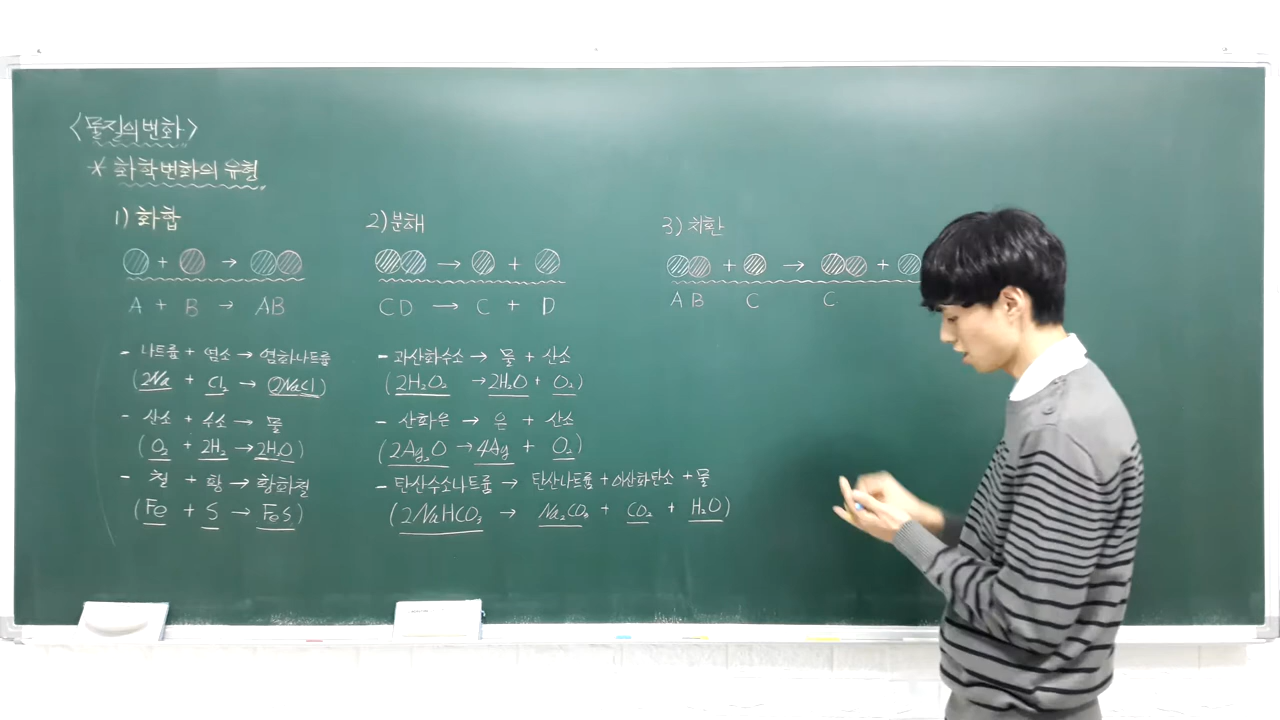 <물질의 변화>
* 화학변화의 유형
1) 화합
+ →
A + B → AB
- 나트륨 + 염소 → 염화나트륨
(2Na + Cl₂ → 2NaCl)
- 산소 + 수소 → 물
(O₂ + 2H₂ → 2H₂O)
- 철 + 황 → 황화철
(Fe + S → FeS)
2) 분해
→ +
CD → C + D
- 과산화수소 → 물 + 산소
(2H₂O₂ → 2H₂O + O₂)
- 산화은 → 은 + 산소
(2Ag₂O → 4Ag + O₂)
- 탄산수소나트륨 → 탄산나트륨 + 이산화탄소 + 물
(2NaHCO₃ → Na₂CO₃ + CO₂ + H₂O)
3) 치환
+ → +
AB C C